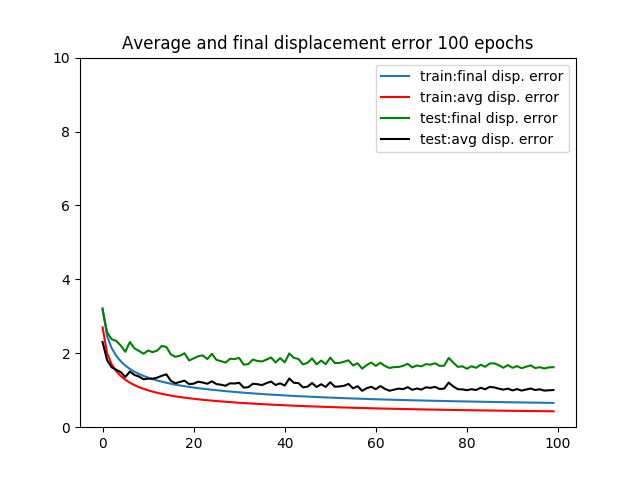 Average and final displacement error 100 epochs
train:final disp. error
train:avg disp. error
test:final disp. error
test:avg disp. error
10
8
6
4
2
0
0 20 40 60 80 100